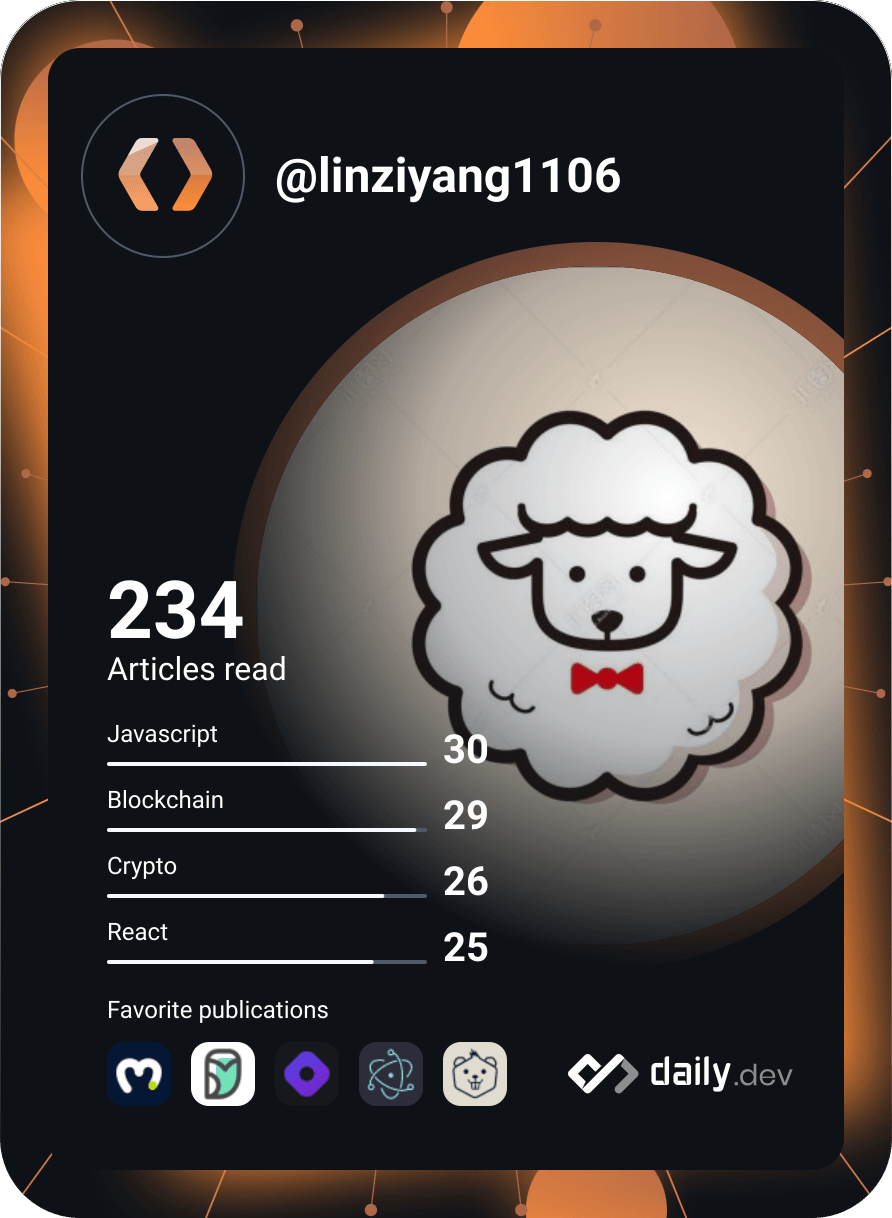 @linziyang1106
234
Articles read
Javascript
30
Blockchain
29
Crypto
26
React
25
Favorite publications
daily.dev